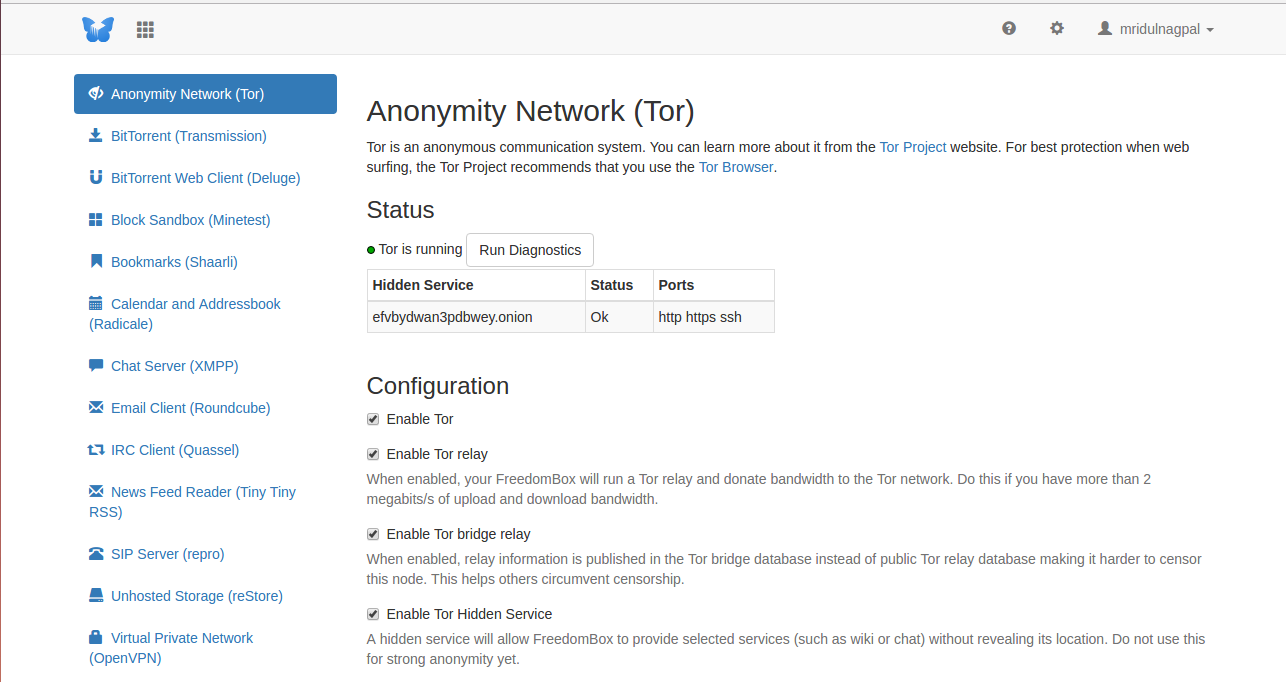 mridulnagpal
Anonymity Network (Tor)
BitTorrent (Transmission)
BitTorrent Web Client (Deluge)
Block Sandbox (Minetest)
Bookmarks (Shaarli)
Calendar and Addressbook
(Radicale)
Chat Server (XMPP)
Email Client (Roundcube)
IRC Client (Quassel)
News Feed Reader (Tiny Tiny
RSS)
SIP Server (repro)
Unhosted Storage (reStore)
Virtual Private Network
(OpenVPN)
Anonymity Network (Tor)
Tor is an anonymous communication system. You can learn more about it from the Tor Project website. For best protection when web
surfing, the Tor Project recommends that you use the Tor Browser.
Status
Tor is running Run Diagnostics
Hidden Service Status Ports
efvbydwan3pdbwey.onion Ok http https ssh
Configuration
Enable Tor
Enable Tor relay
When enabled, your FreedomBox will run a Tor relay and donate bandwidth to the Tor network. Do this if you have more than 2
megabits/s of upload and download bandwidth.
Enable Tor bridge relay
When enabled, relay information is published in the Tor bridge database instead of public Tor relay database making it harder to censor
this node. This helps others circumvent censorship.
Enable Tor Hidden Service
A hidden service will allow FreedomBox to provide selected services (such as wiki or chat) without revealing its location. Do not use this
for strong anonymity yet.